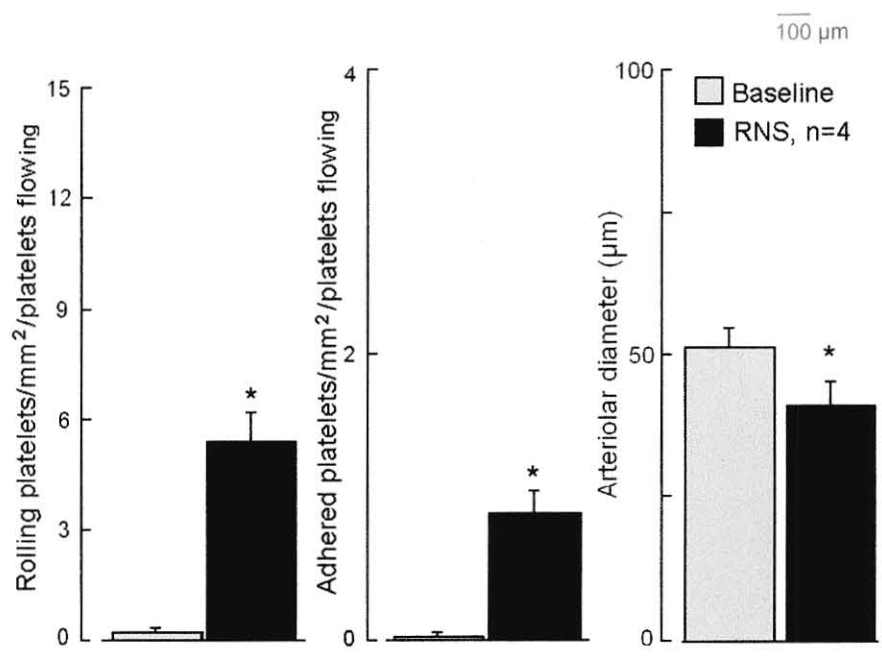 100 μm
Rolling platelets/mm²/platelets flowing
15
12
9
6
3
0
*
Adhered platelets/mm²/platelets flowing
4
2
0
*
Arteriolar diameter (μm)
100
50
0
Baseline
RNS, n=4
*